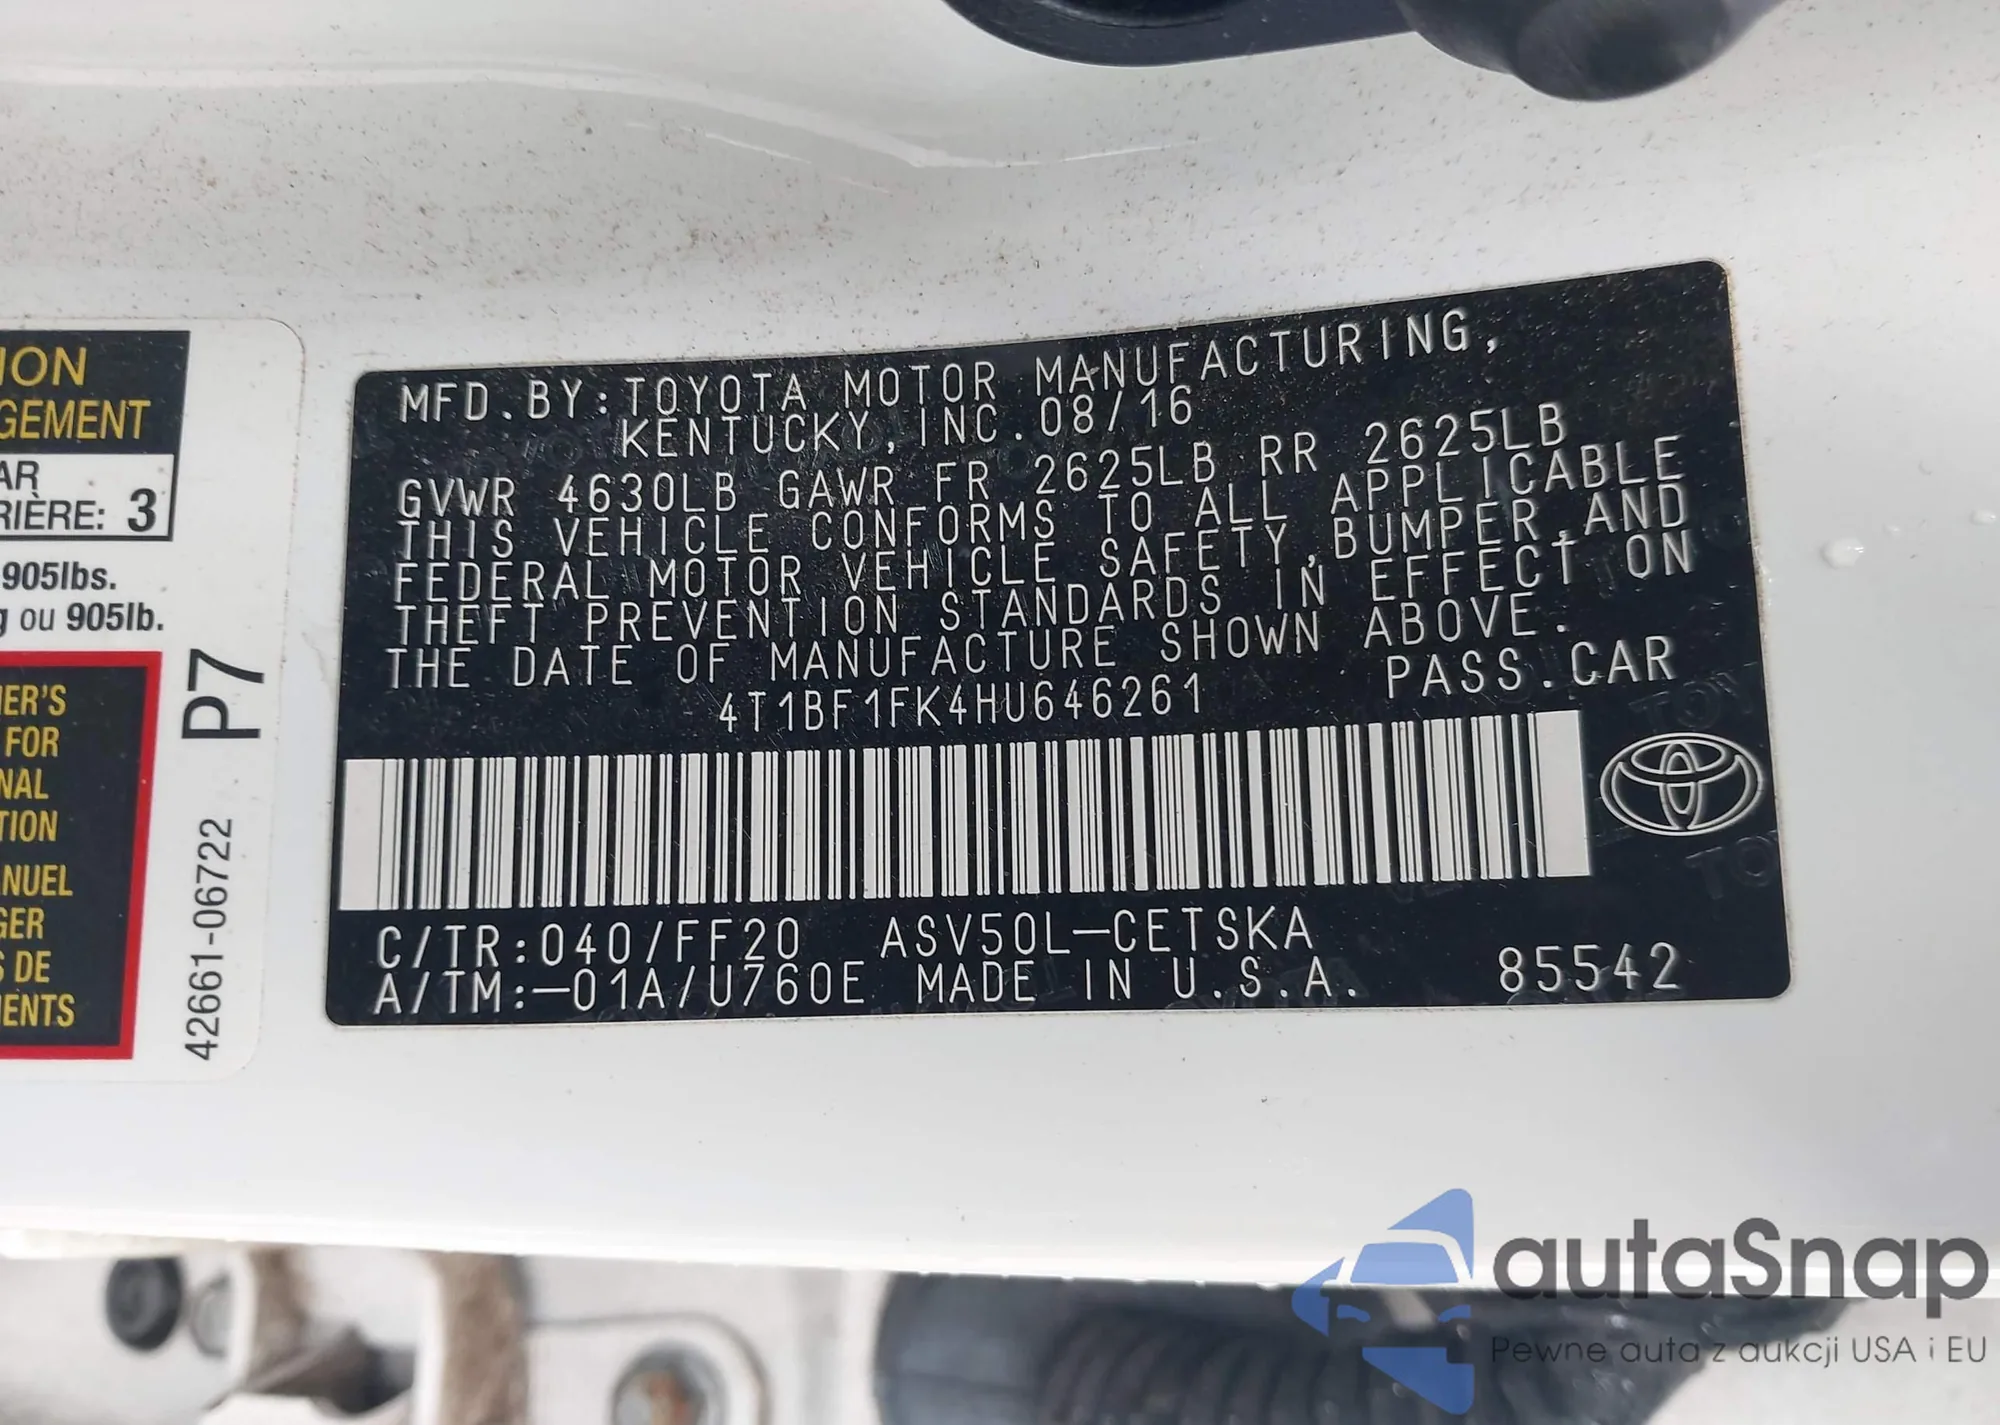 ION
GEMENT
AR
RIÈRE: 3
905lbs.
g ou 905lb.
ER'S
FOR
NAL
TION
NUEL
GER
S DE
ENTS
P7
42661-06722
MFD.BY:TOYOTA MOTOR MANUFACTURING,
KENTUCKY, INC. 08/16
GVWR 4630LB GAWR FR 2625LB RR 2625LB
THIS VEHICLE CONFORMS TO ALL APPLICABLE
FEDERAL MOTOR VEHICLE SAFETY,BUMPER,AND
THEFT PREVENTION STANDARDS IN EFFECT ON
THE DATE OF MANUFACTURE SHOWN ABOVE.
4T1BF1FK4HU646261 PASS.CAR
C/TR:040/FF20 ASV50L-CETSKA
A/TM:-01A/U760E MADE IN U.S.A. 85542
autaSnap
Pewne auta z aukcji USA i EU